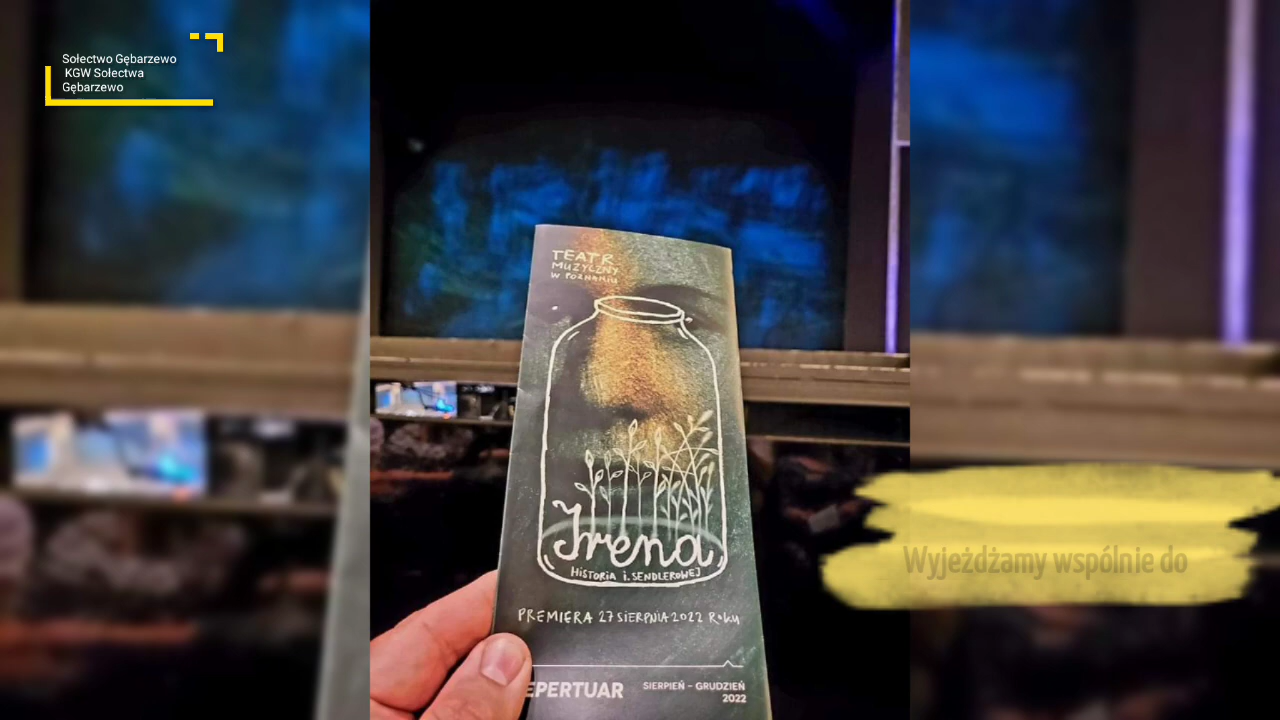 Sołectwo Gębarzewo
KGW Sołectwa
Gębarzewo
TEATR
MUZYCZNY
W POZNANIU
Irena
HISTORIA I. SENDLEROWEJ
PREMIERA 27 SIERPNIA 2022 ROKU
EPERTUAR
SIERPIEŃ - GRUDZIEŃ
2022
Wyjeżdżamy wspólnie do